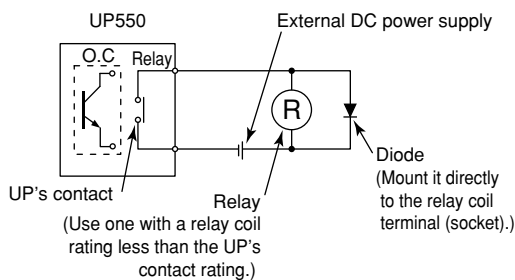 UP550
External DC power supply
O.C
Relay
R
Diode
(Mount it directly
to the relay coil
terminal (socket).)
UP's contact
Relay
(Use one with a relay coil
rating less than the UP's
contact rating.)